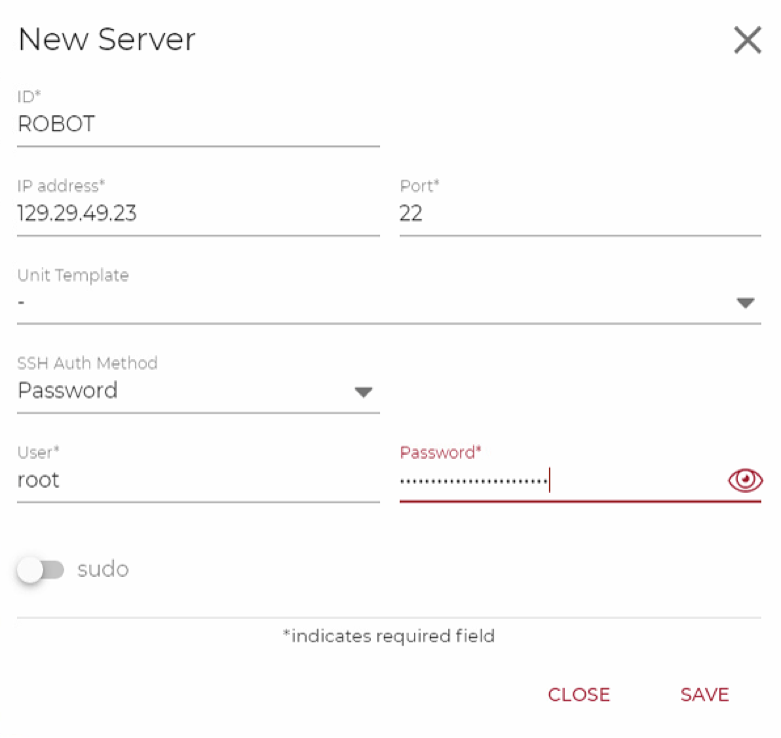 New Server
ID*
ROBOT
IP address*
129.29.49.23
Port*
22
Unit Template
-
SSH Auth Method
Password
User*
root
Password*
sudo
*indicates required field
CLOSE
SAVE